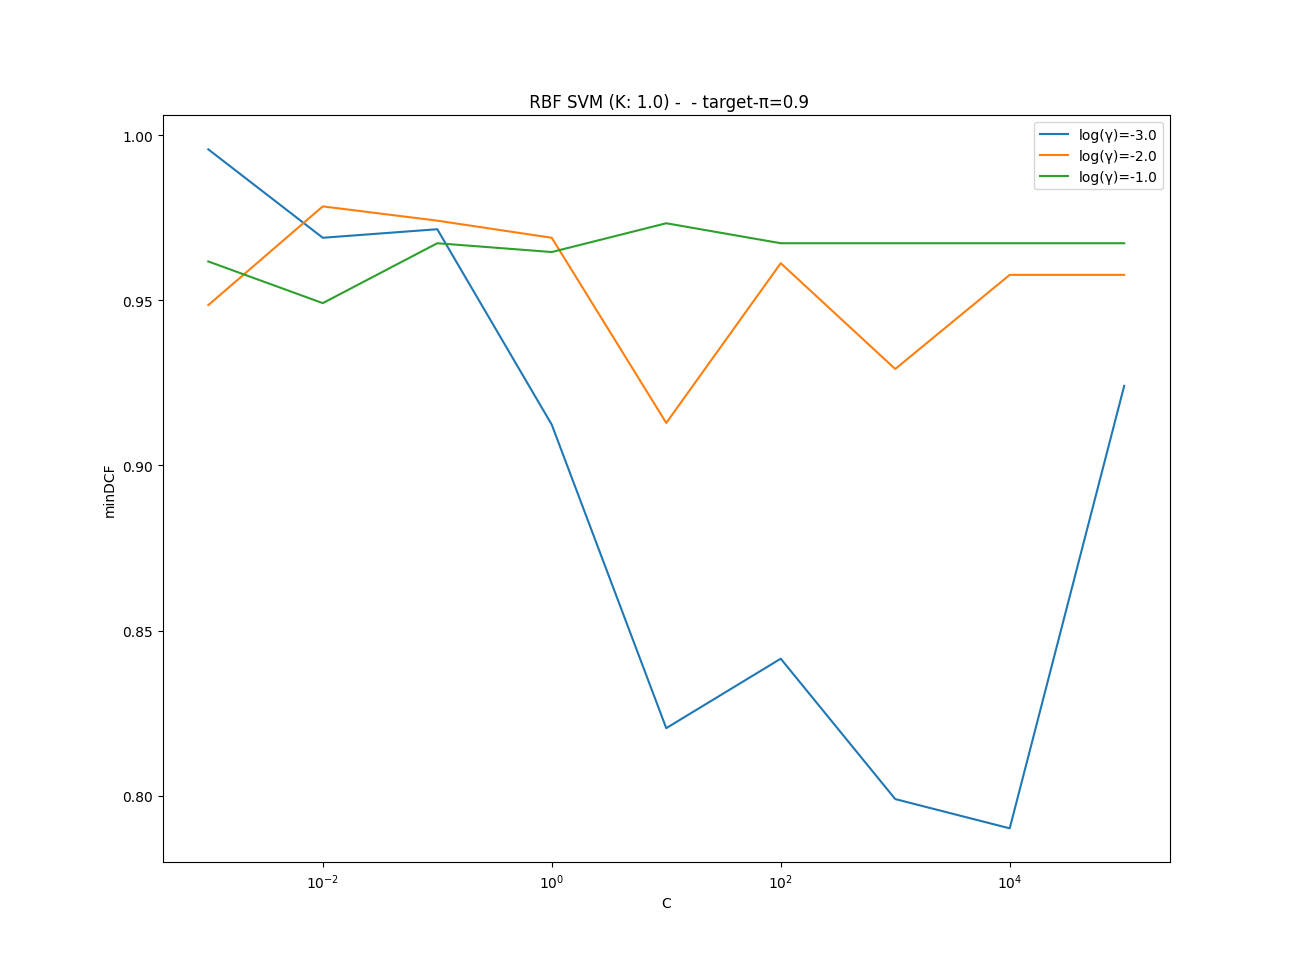 RBF SVM (K: 1.0) -  - target-π=0.9
log(γ)=-3.0
log(γ)=-2.0
log(γ)=-1.0
1.00
0.95
0.90
0.85
0.80
minDCF
10⁻² 10⁰ 10² 10⁴
C